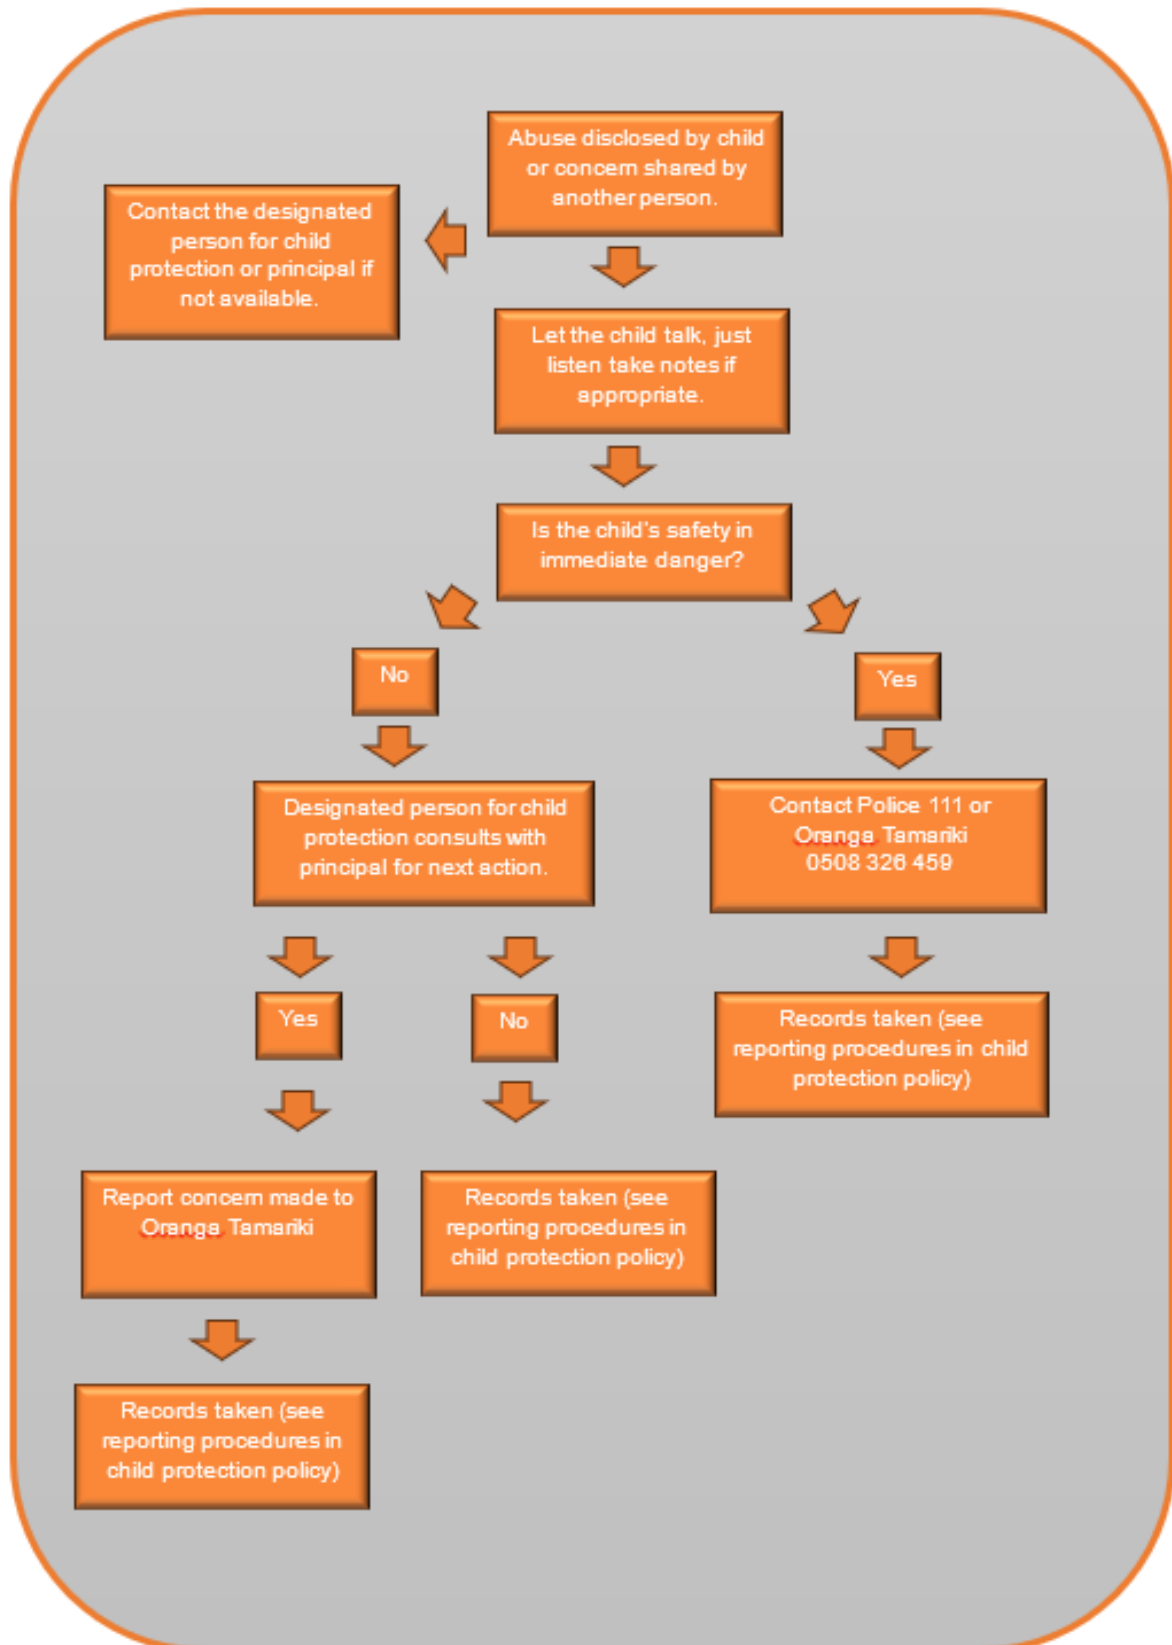 Abuse disclosed by child
or concern shared by
another person.
Contact the designated
person for child
protection or principal if
not available.
Let the child talk, just
listen take notes if
appropriate.
Is the child's safety in
immediate danger?
No
Yes
Designated person for child
protection consults with
principal for next action.
Contact Police 111 or
Oranga Tamariki
0508 326 459
Yes
No
Records taken (see
reporting procedures in child
protection policy)
Report concern made to
Oranga Tamariki
Records taken (see
reporting procedures in
child protection policy)
Records taken (see
reporting procedures in
child protection policy)